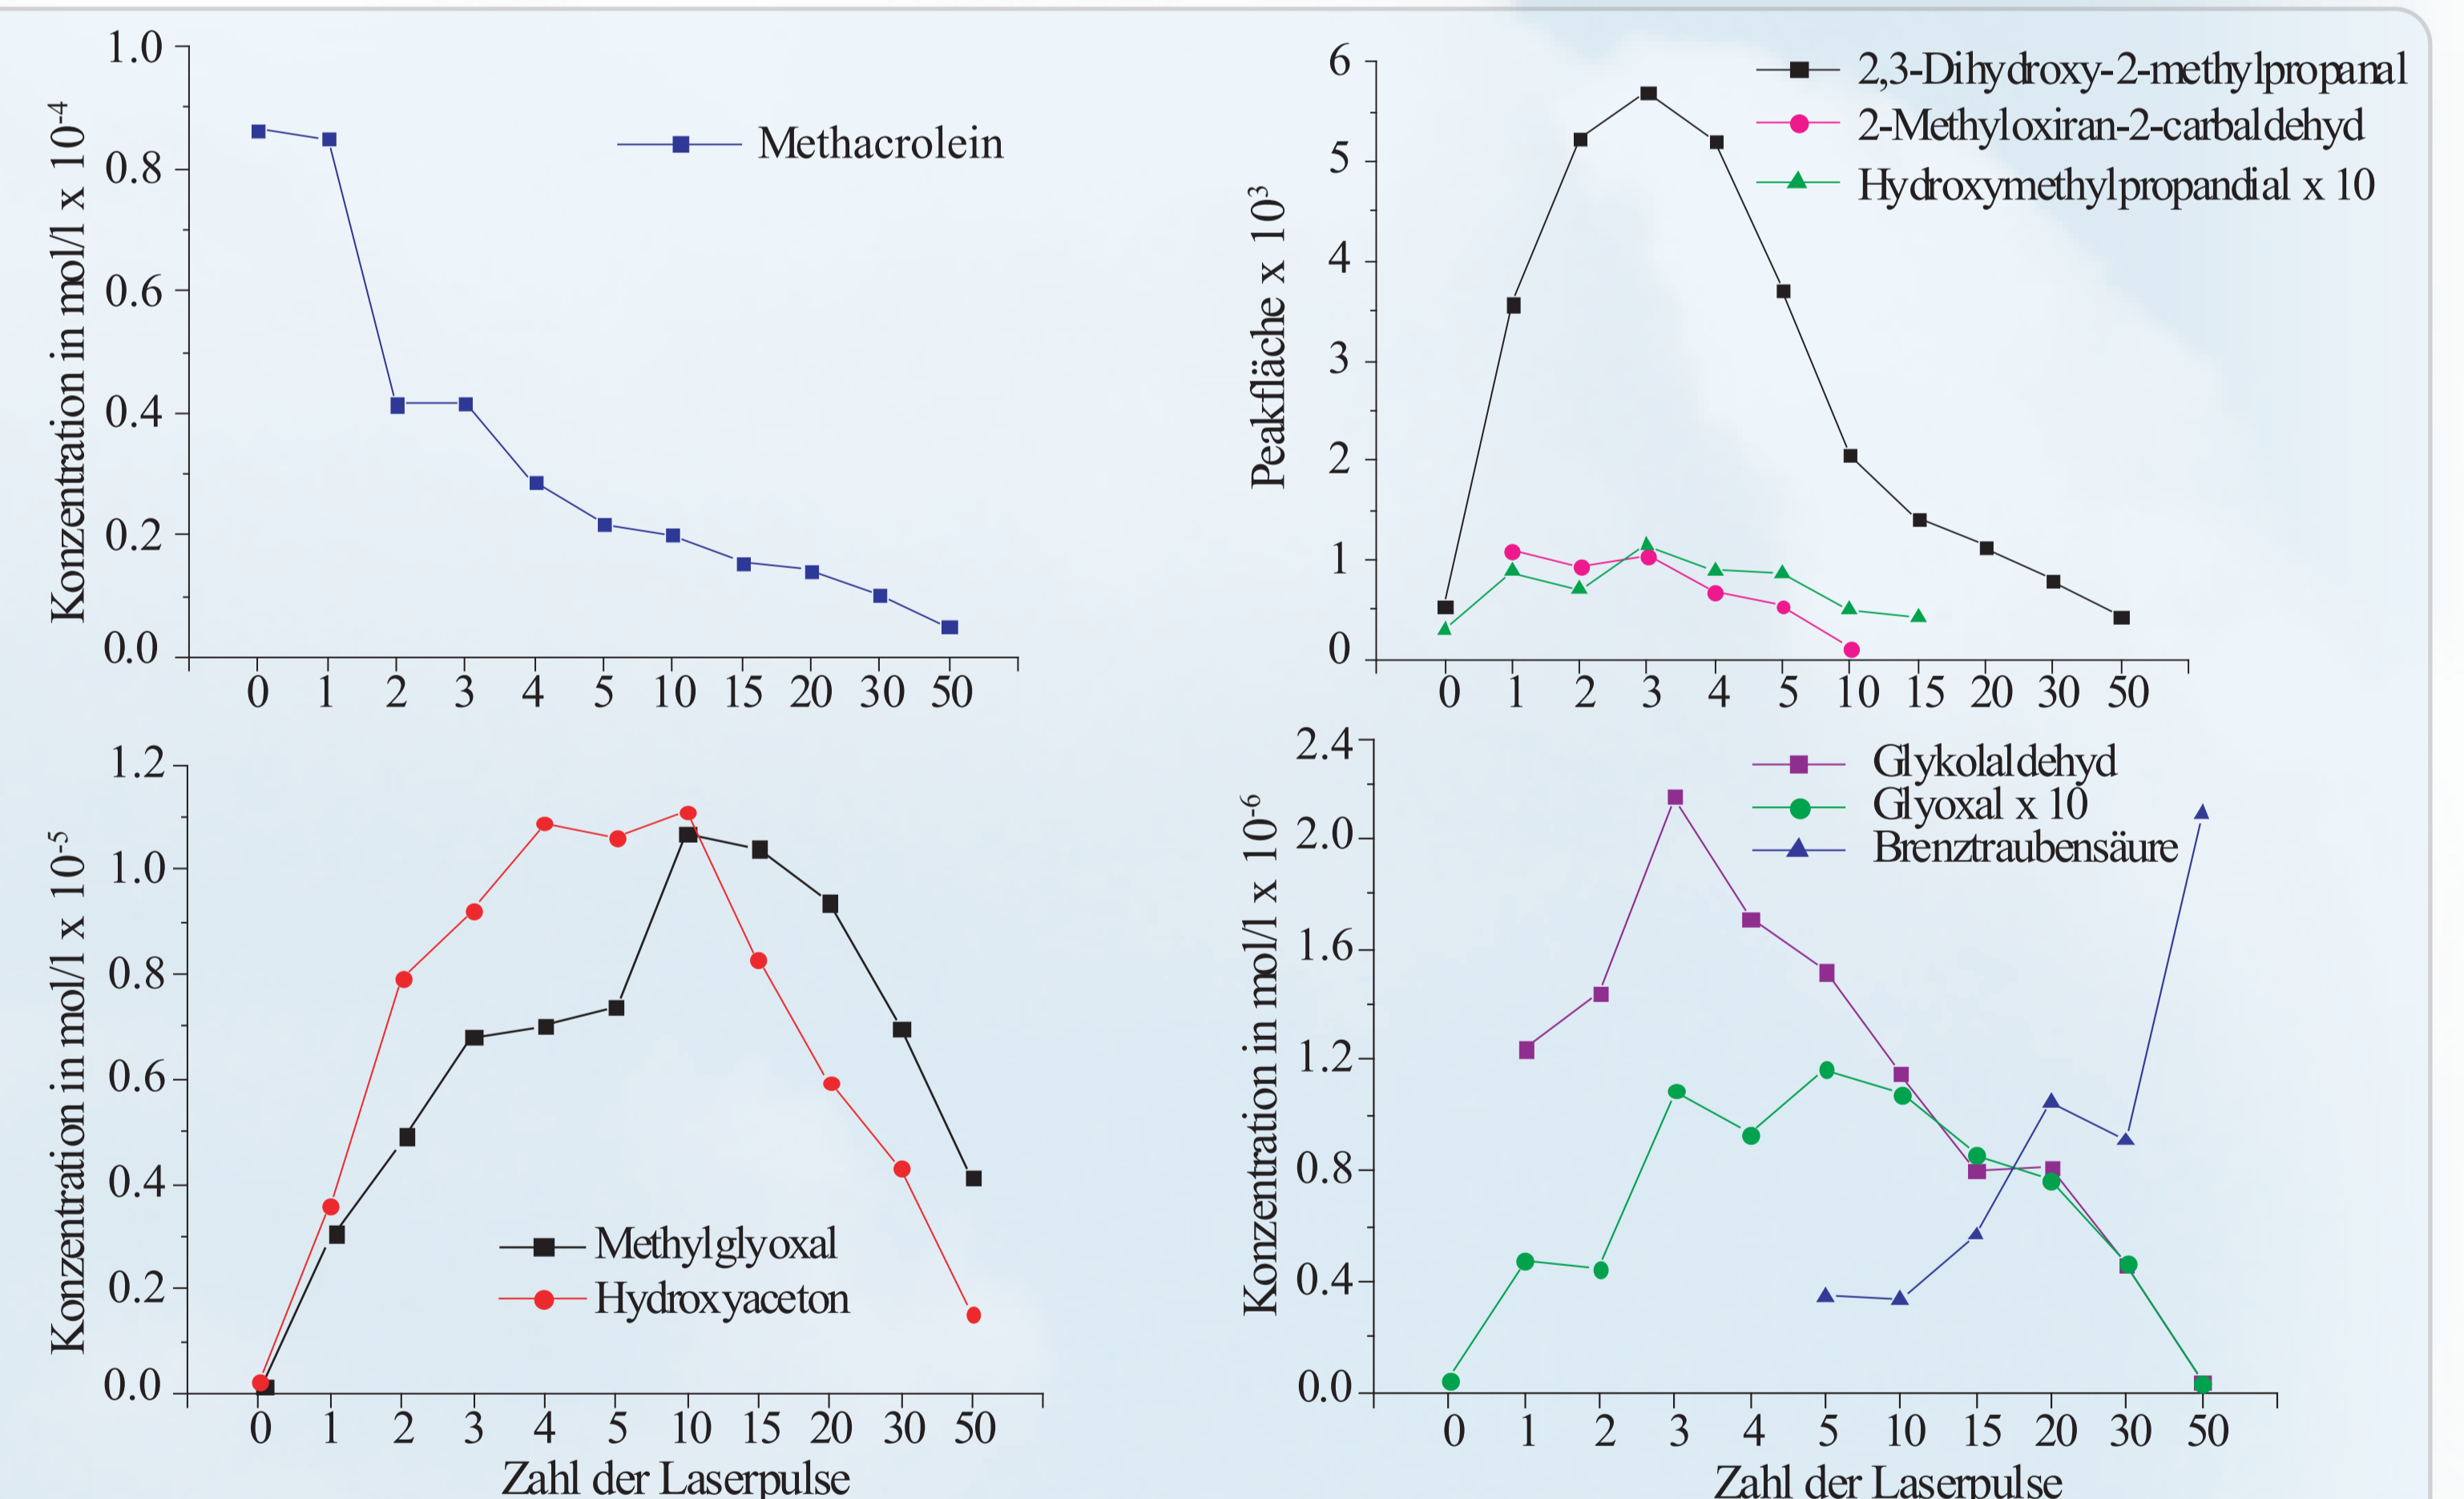 Konzentration in mol/l x 10⁻⁴
1.0
0.8
0.6
0.4
0.2
0.0
Methacrolein
0 1 2 3 4 5 10 15 20 30 50
Peakfläche x 10³
6
5
4
3
2
1
0
2,3-Dihydroxy-2-methylpropanal
2-Methyloxiran-2-carbaldehyd
Hydroxymethylpropandial x 10
0 1 2 3 4 5 10 15 20 30 50
Konzentration in mol/l x 10⁻⁵
1.2
1.0
0.8
0.6
0.4
0.2
0.0
Methylglyoxal
Hydroxyaceton
0 1 2 3 4 5 10 15 20 30 50
Zahl der Laserpulse
Konzentration in mol/l x 10⁻⁶
2.4
2.0
1.6
1.2
0.8
0.4
0.0
Glykolaldehyd
Glyoxal x 10
Brenztraubensäure
0 1 2 3 4 5 10 15 20 30 50
Zahl der Laserpulse